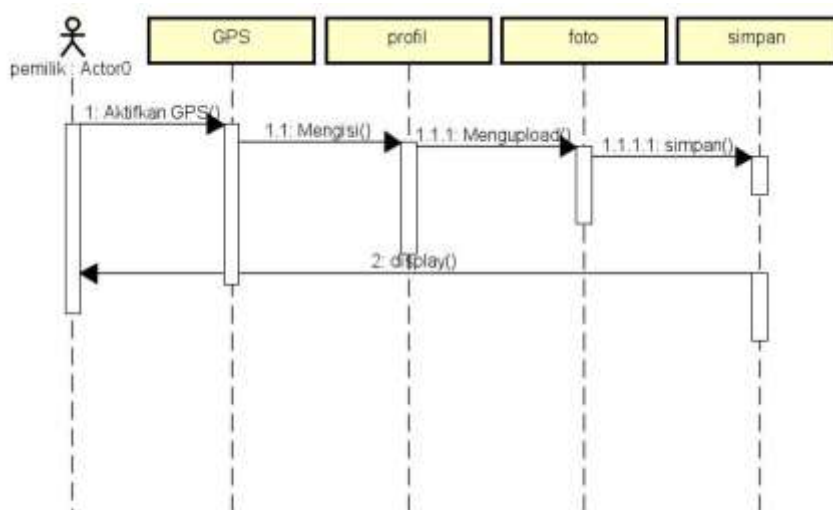 GPS
profil
foto
simpan
pemilik : Actor0
1: Aktifkan GPS()
1.1: Mengisi()
1.1.1: Mengupload()
1.1.1.1: simpan()
2: display()